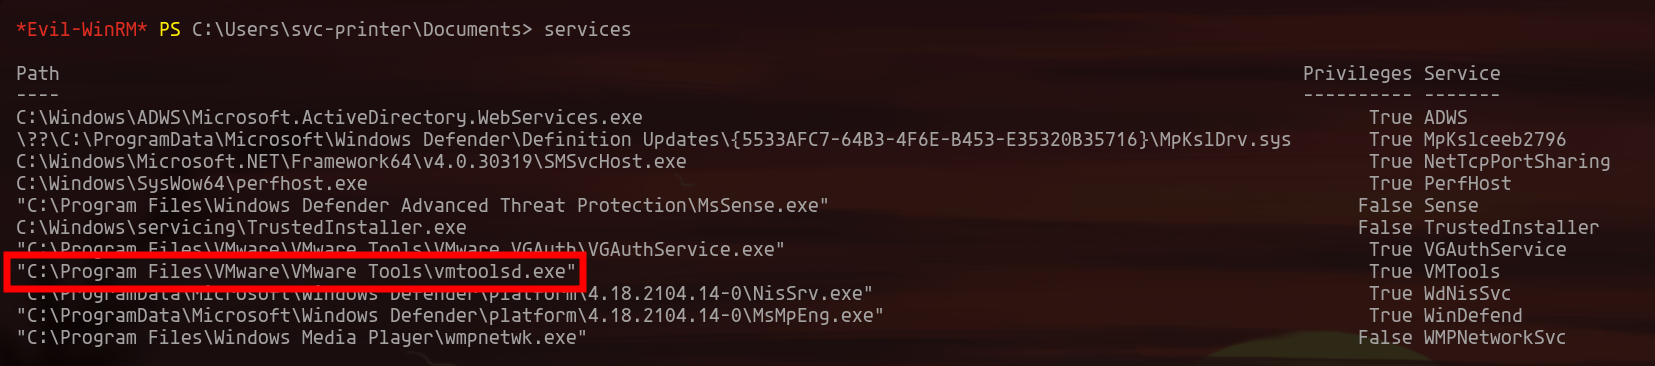 *Evil-WinRM* PS C:\Users\svc-printer\Documents> services
Path Privileges Service
---- ---------- -------
C:\Windows\ADWS\Microsoft.ActiveDirectory.WebServices.exe True ADWS
\??\C:\ProgramData\Microsoft\Windows Defender\Definition Updates\{5533AFC7-64B3-4F6E-B453-E35320B35716}\MpKslDrv.sys True MpKslceeb2796
C:\Windows\Microsoft.NET\Framework64\v4.0.30319\SMSvcHost.exe True NetTcpPortSharing
C:\Windows\SysWow64\perfhost.exe True PerfHost
"C:\Program Files\Windows Defender Advanced Threat Protection\MsSense.exe" False Sense
C:\Windows\servicing\TrustedInstaller.exe False TrustedInstaller
"C:\Program Files\VMware\VMware Tools\VMware VGAuth\VGAuthService.exe" True VGAuthService
"C:\Program Files\VMware\VMware Tools\vmtoolsd.exe" True VMTools
"C:\ProgramData\Microsoft\Windows Defender\platform\4.18.2104.14-0\NisSrv.exe" True WdNisSvc
"C:\ProgramData\Microsoft\Windows Defender\platform\4.18.2104.14-0\MsMpEng.exe" True WinDefend
"C:\Program Files\Windows Media Player\wmpnetwk.exe" False WMPNetworkSvc